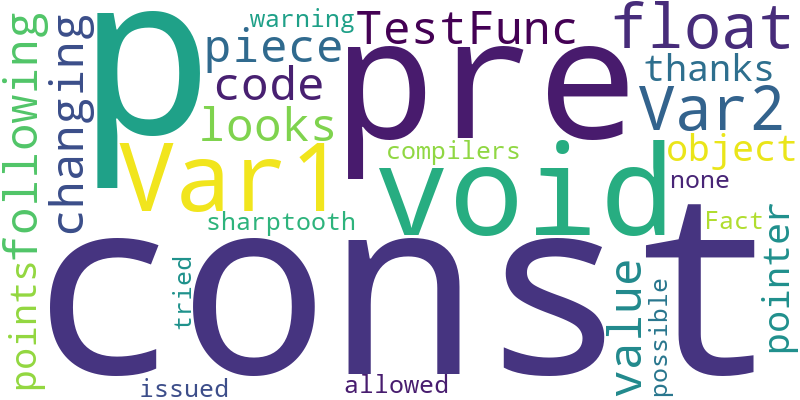 p
warning
TestFunc
float
piece
pre
following
changing
code
thanks
Var2
looks
Var1
compilers
void
object
none
sharptooth
Fact
const
points
tried
value
possible
pointer
issued
allowed